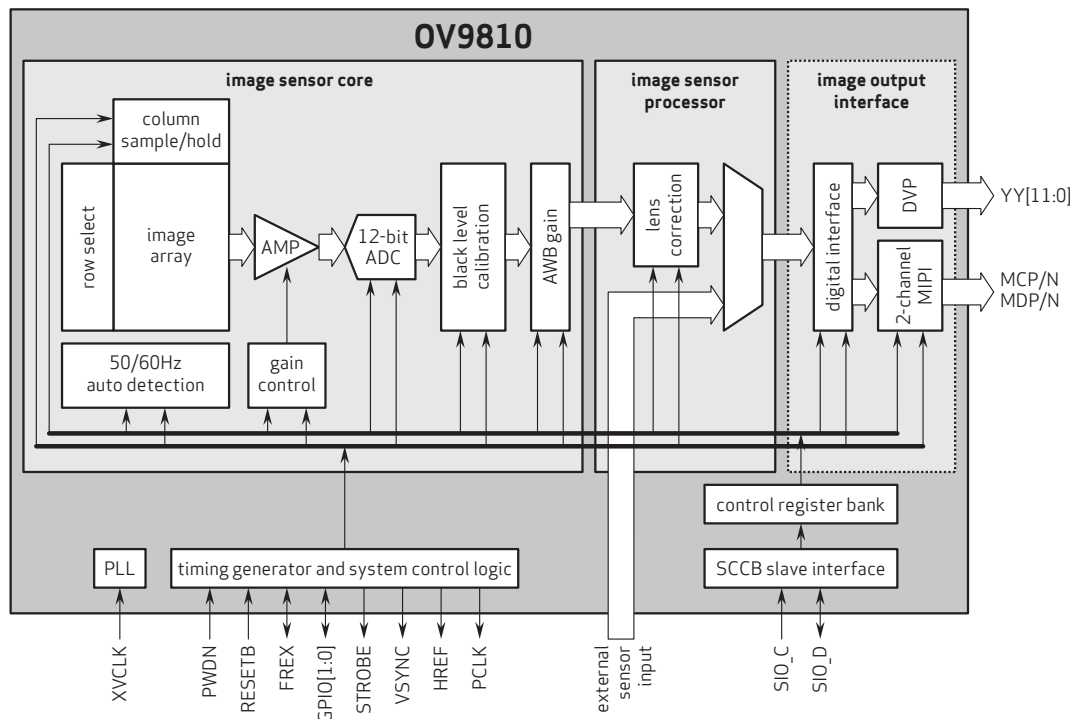 OV9810
image sensor core
image sensor
processor
image output
interface
column
sample/hold
row select
image
array
AMP
12-bit
ADC
black level
calibration
AWB gain
lens
correction
digital interface
DVP
2-channel
MIPI
YY[11:0]
MCP/N
MDP/N
50/60Hz
auto detection
gain
control
control register bank
PLL
timing generator and system control logic
SCCB slave interface
XVCLK
PWDN
RESETB
FREX
GPIO[1:0]
STROBE
VSYNC
HREF
PCLK
external
sensor
input
SIO_C
SIO_D